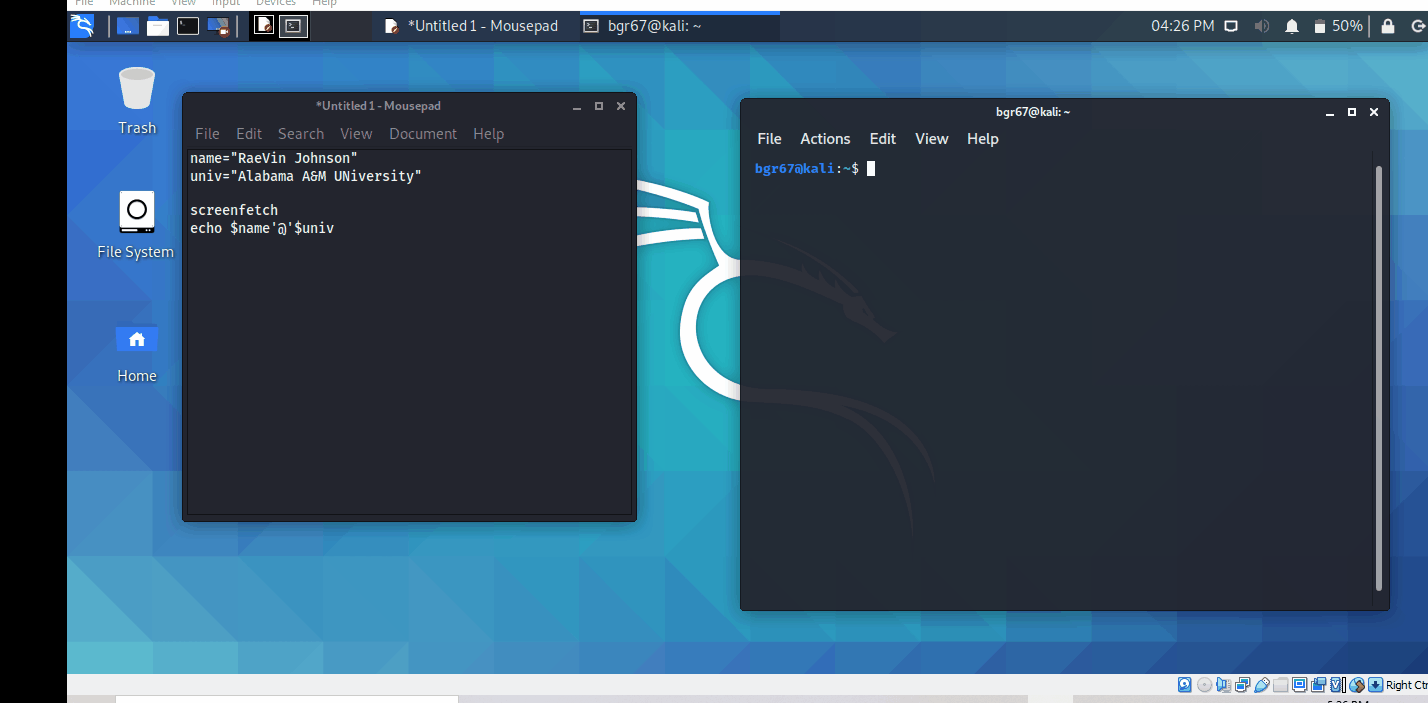 File Machine View Input Devices Help
*Untitled 1 - Mousepad
bgr67@kali: ~
04:26 PM
50%
Trash
File System
Home
*Untitled 1 - Mousepad
File Edit Search View Document Help
name="RaeVin Johnson"
univ="Alabama A&M UNiversity"
screenfetch
echo $name'@'$univ
bgr67@kali: ~
File Actions Edit View Help
bgr67@kali:~$
Right Ctr